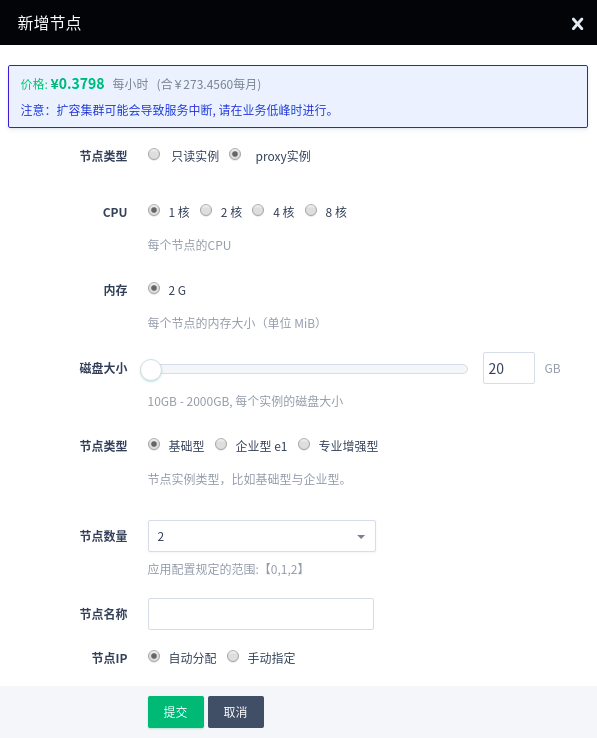 新增节点
价格: ¥0.3798 每小时 (合￥273.4560每月)
注意：扩容集群可能会导致服务中断, 请在业务低峰时进行。
节点类型 只读实例 proxy实例
CPU 1 核 2 核 4 核 8 核
每个节点的CPU
内存 2 G
每个节点的内存大小（单位 MiB）
磁盘大小 20 GB
10GB - 2000GB, 每个实例的磁盘大小
节点类型 基础型 企业型 e1 专业增强型
节点实例类型，比如基础型与企业型。
节点数量 2
应用配置规定的范围:【0,1,2】
节点名称
节点IP 自动分配 手动指定
提交 取消